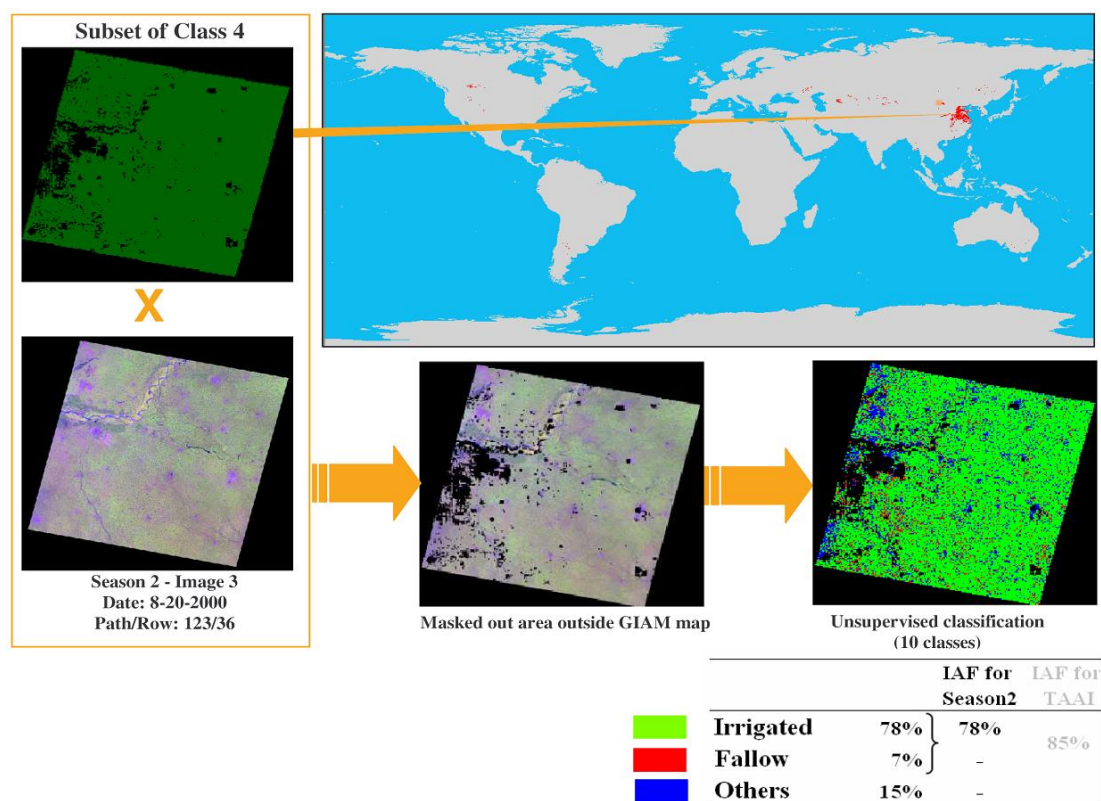 Subset of Class 4
X
Season 2 - Image 3
Date: 8-20-2000
Path/Row: 123/36
Masked out area outside GIAM map
Unsupervised classification
(10 classes)
IAF for Season2
IAF for TAAI
Irrigated 78% 78%
85%
Fallow 7% -
Others 15% -